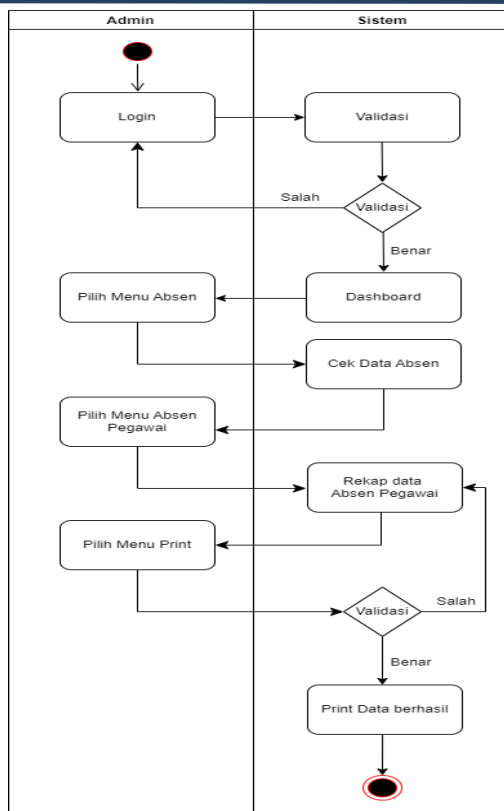 Admin
Sistem
Login
Validasi
Salah
Validasi
Benar
Pilih Menu Absen
Dashboard
Cek Data Absen
Pilih Menu Absen
Pegawai
Rekap data
Absen Pegawai
Pilih Menu Print
Validasi
Salah
Benar
Print Data berhasil